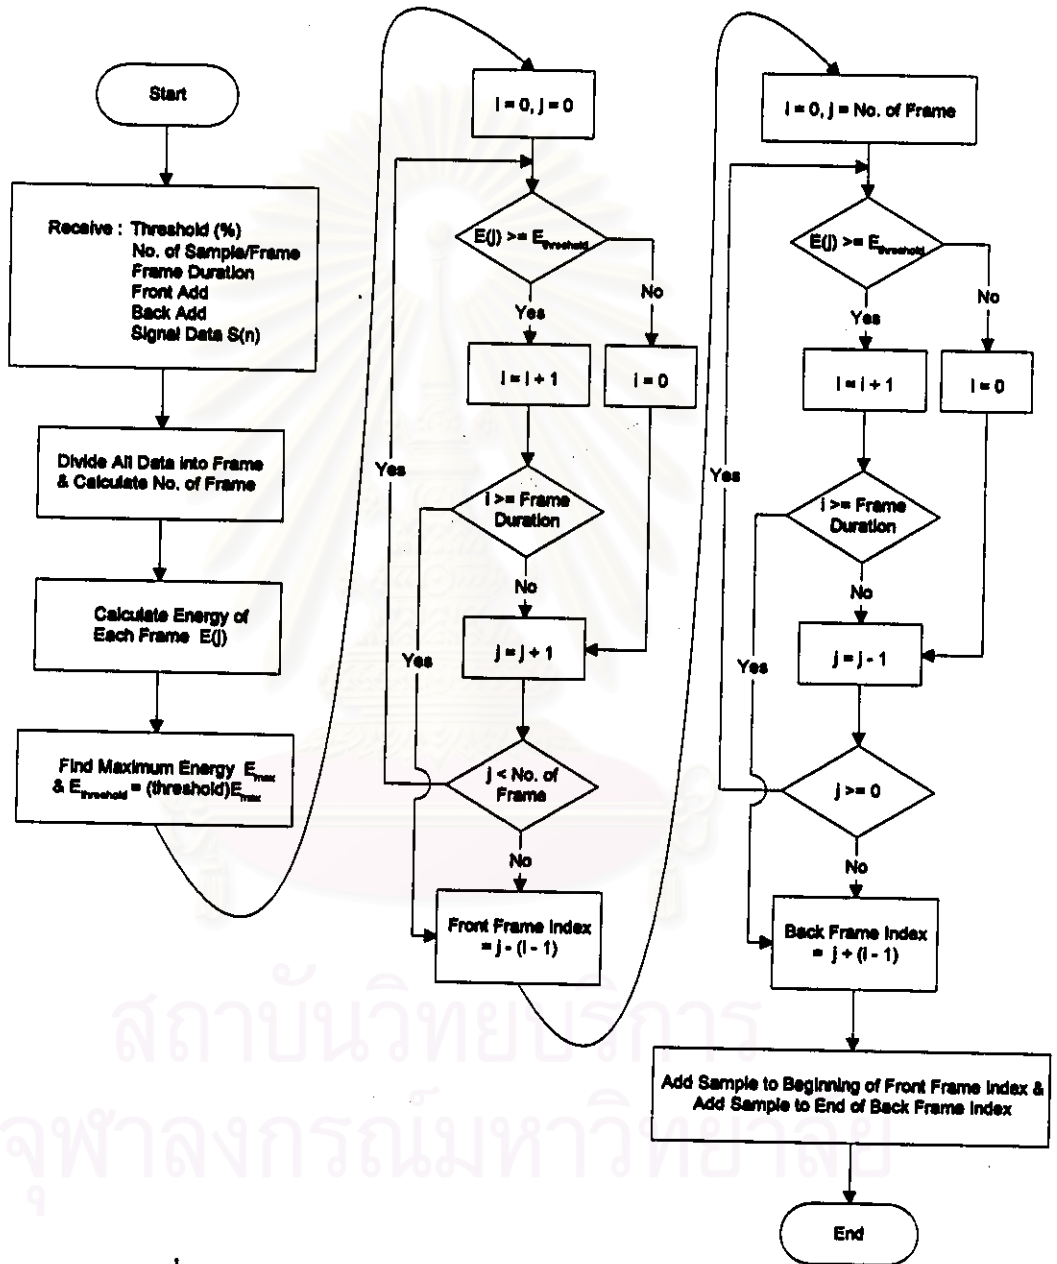 Start
Receive : Threshold (%)
No. of Sample/Frame
Frame Duration
Front Add
Back Add
Signal Data S(n)
Divide All Data into Frame
& Calculate No. of Frame
Calculate Energy of
Each Frame E(j)
Find Maximum Energy E_max
& E_threshold = (threshold)E_max
i = 0, j = 0
E(j) >= E_threshold
No
Yes
i = i + 1
i = 0
Yes
i >= Frame
Duration
No
j = j + 1
Yes
j < No. of
Frame
No
Front Frame Index
= j - (i - 1)
i = 0, j = No. of Frame
E(j) >= E_threshold
No
Yes
i = i + 1
i = 0
Yes
i >= Frame
Duration
No
j = j - 1
Yes
j >= 0
No
Back Frame Index
= j + (i - 1)
Add Sample to Beginning of Front Frame Index &
Add Sample to End of Back Frame Index
End
สถาบันวิทยบริการ
จุฬาลงกรณ์มหาวิทยาลัย